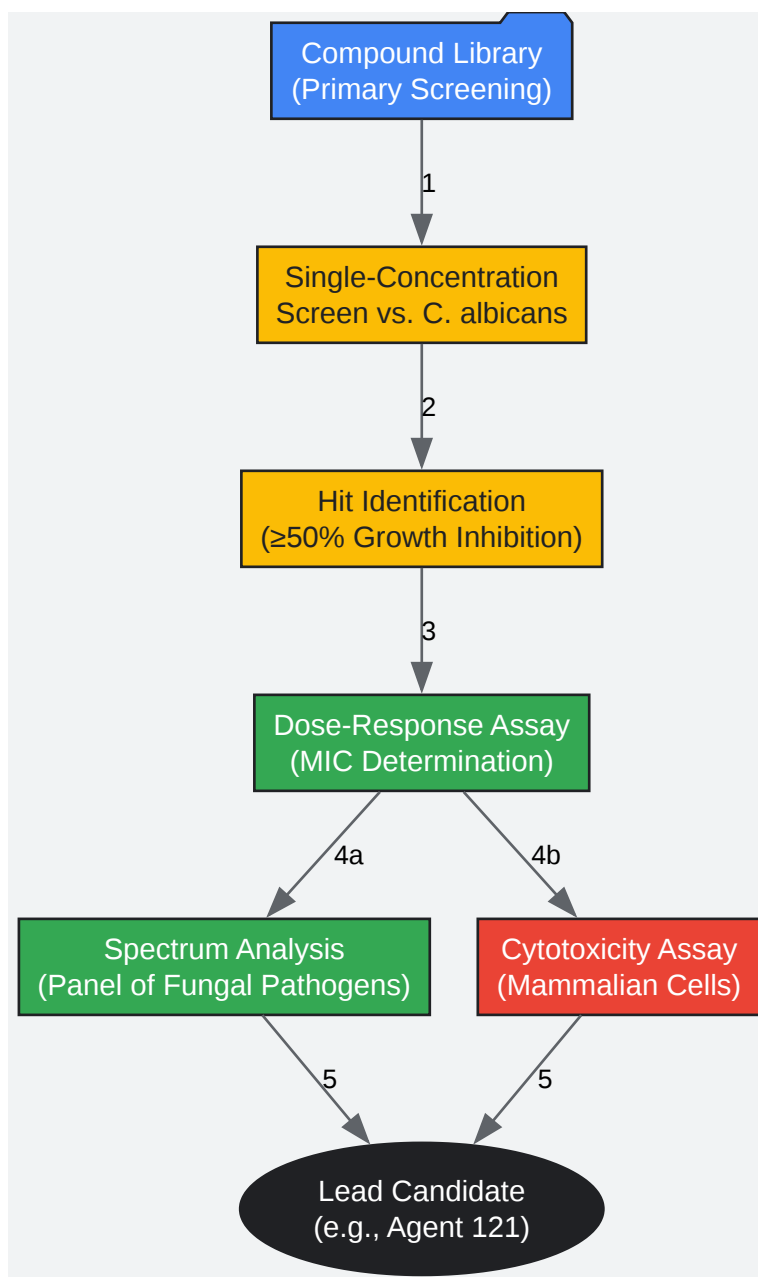 Compound Library
(Primary Screening)
1
Single-Concentration
Screen vs. C. albicans
2
Hit Identification
(≥50% Growth Inhibition)
3
Dose-Response Assay
(MIC Determination)
4a
4b
Spectrum Analysis
(Panel of Fungal Pathogens)
Cytotoxicity Assay
(Mammalian Cells)
5
5
Lead Candidate
(e.g., Agent 121)